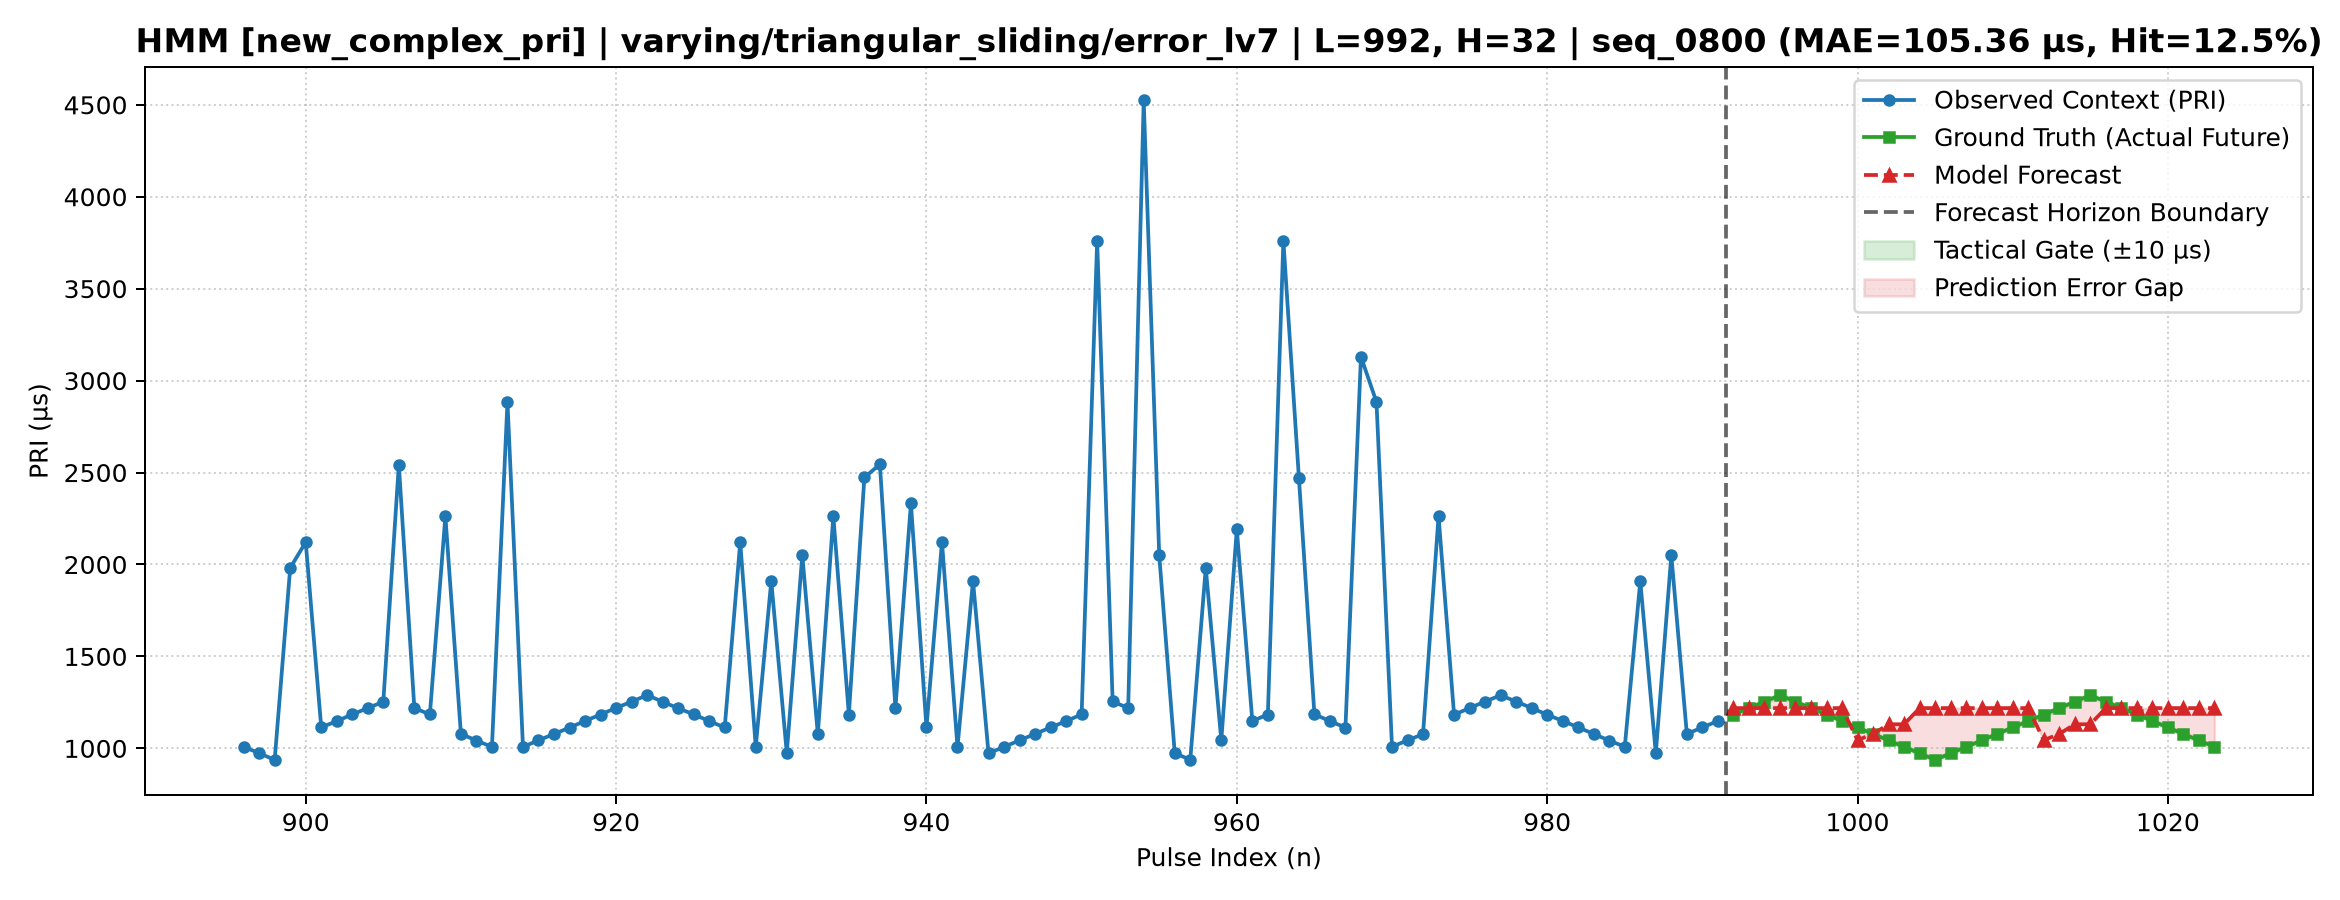 HMM [new_complex_pri] | varying/triangular_sliding/error_lv7 | L=992, H=32 | seq_0800 (MAE=105.36 µs, Hit=12.5%)
PRI (µs)
4500
4000
3500
3000
2500
2000
1500
1000
Observed Context (PRI)
Ground Truth (Actual Future)
Model Forecast
Forecast Horizon Boundary
Tactical Gate (±10 µs)
Prediction Error Gap
900
920
940
960
980
1000
1020
Pulse Index (n)